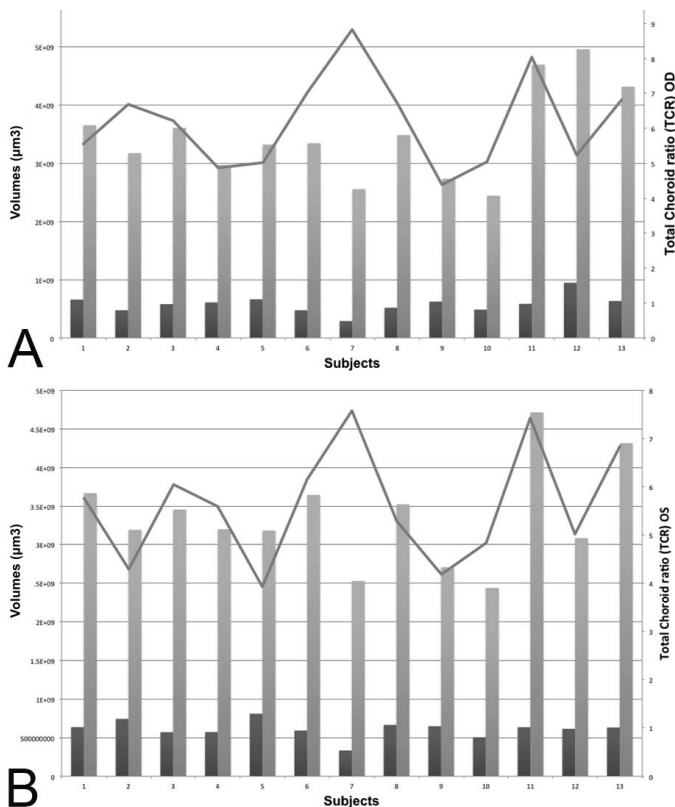 5E+09
4E+09
3E+09
2E+09
1E+09
0
Volumes (µm3)
9
8
7
6
5
4
3
2
1
0
Total Choroid ratio (TCR) OD
1 2 3 4 5 6 7 8 9 10 11 12 13
Subjects
A
5E+09
4.5E+09
4E+09
3.5E+09
3E+09
.5E+09
2E+09
1.5E+09
1E+09
500000000
0
Volumes (µm3)
8
7
6
5
4
3
2
1
0
Total Choroid ratio (TCR) OS
1 2 3 4 5 6 7 8 9 10 11 12 13
Subjects
B